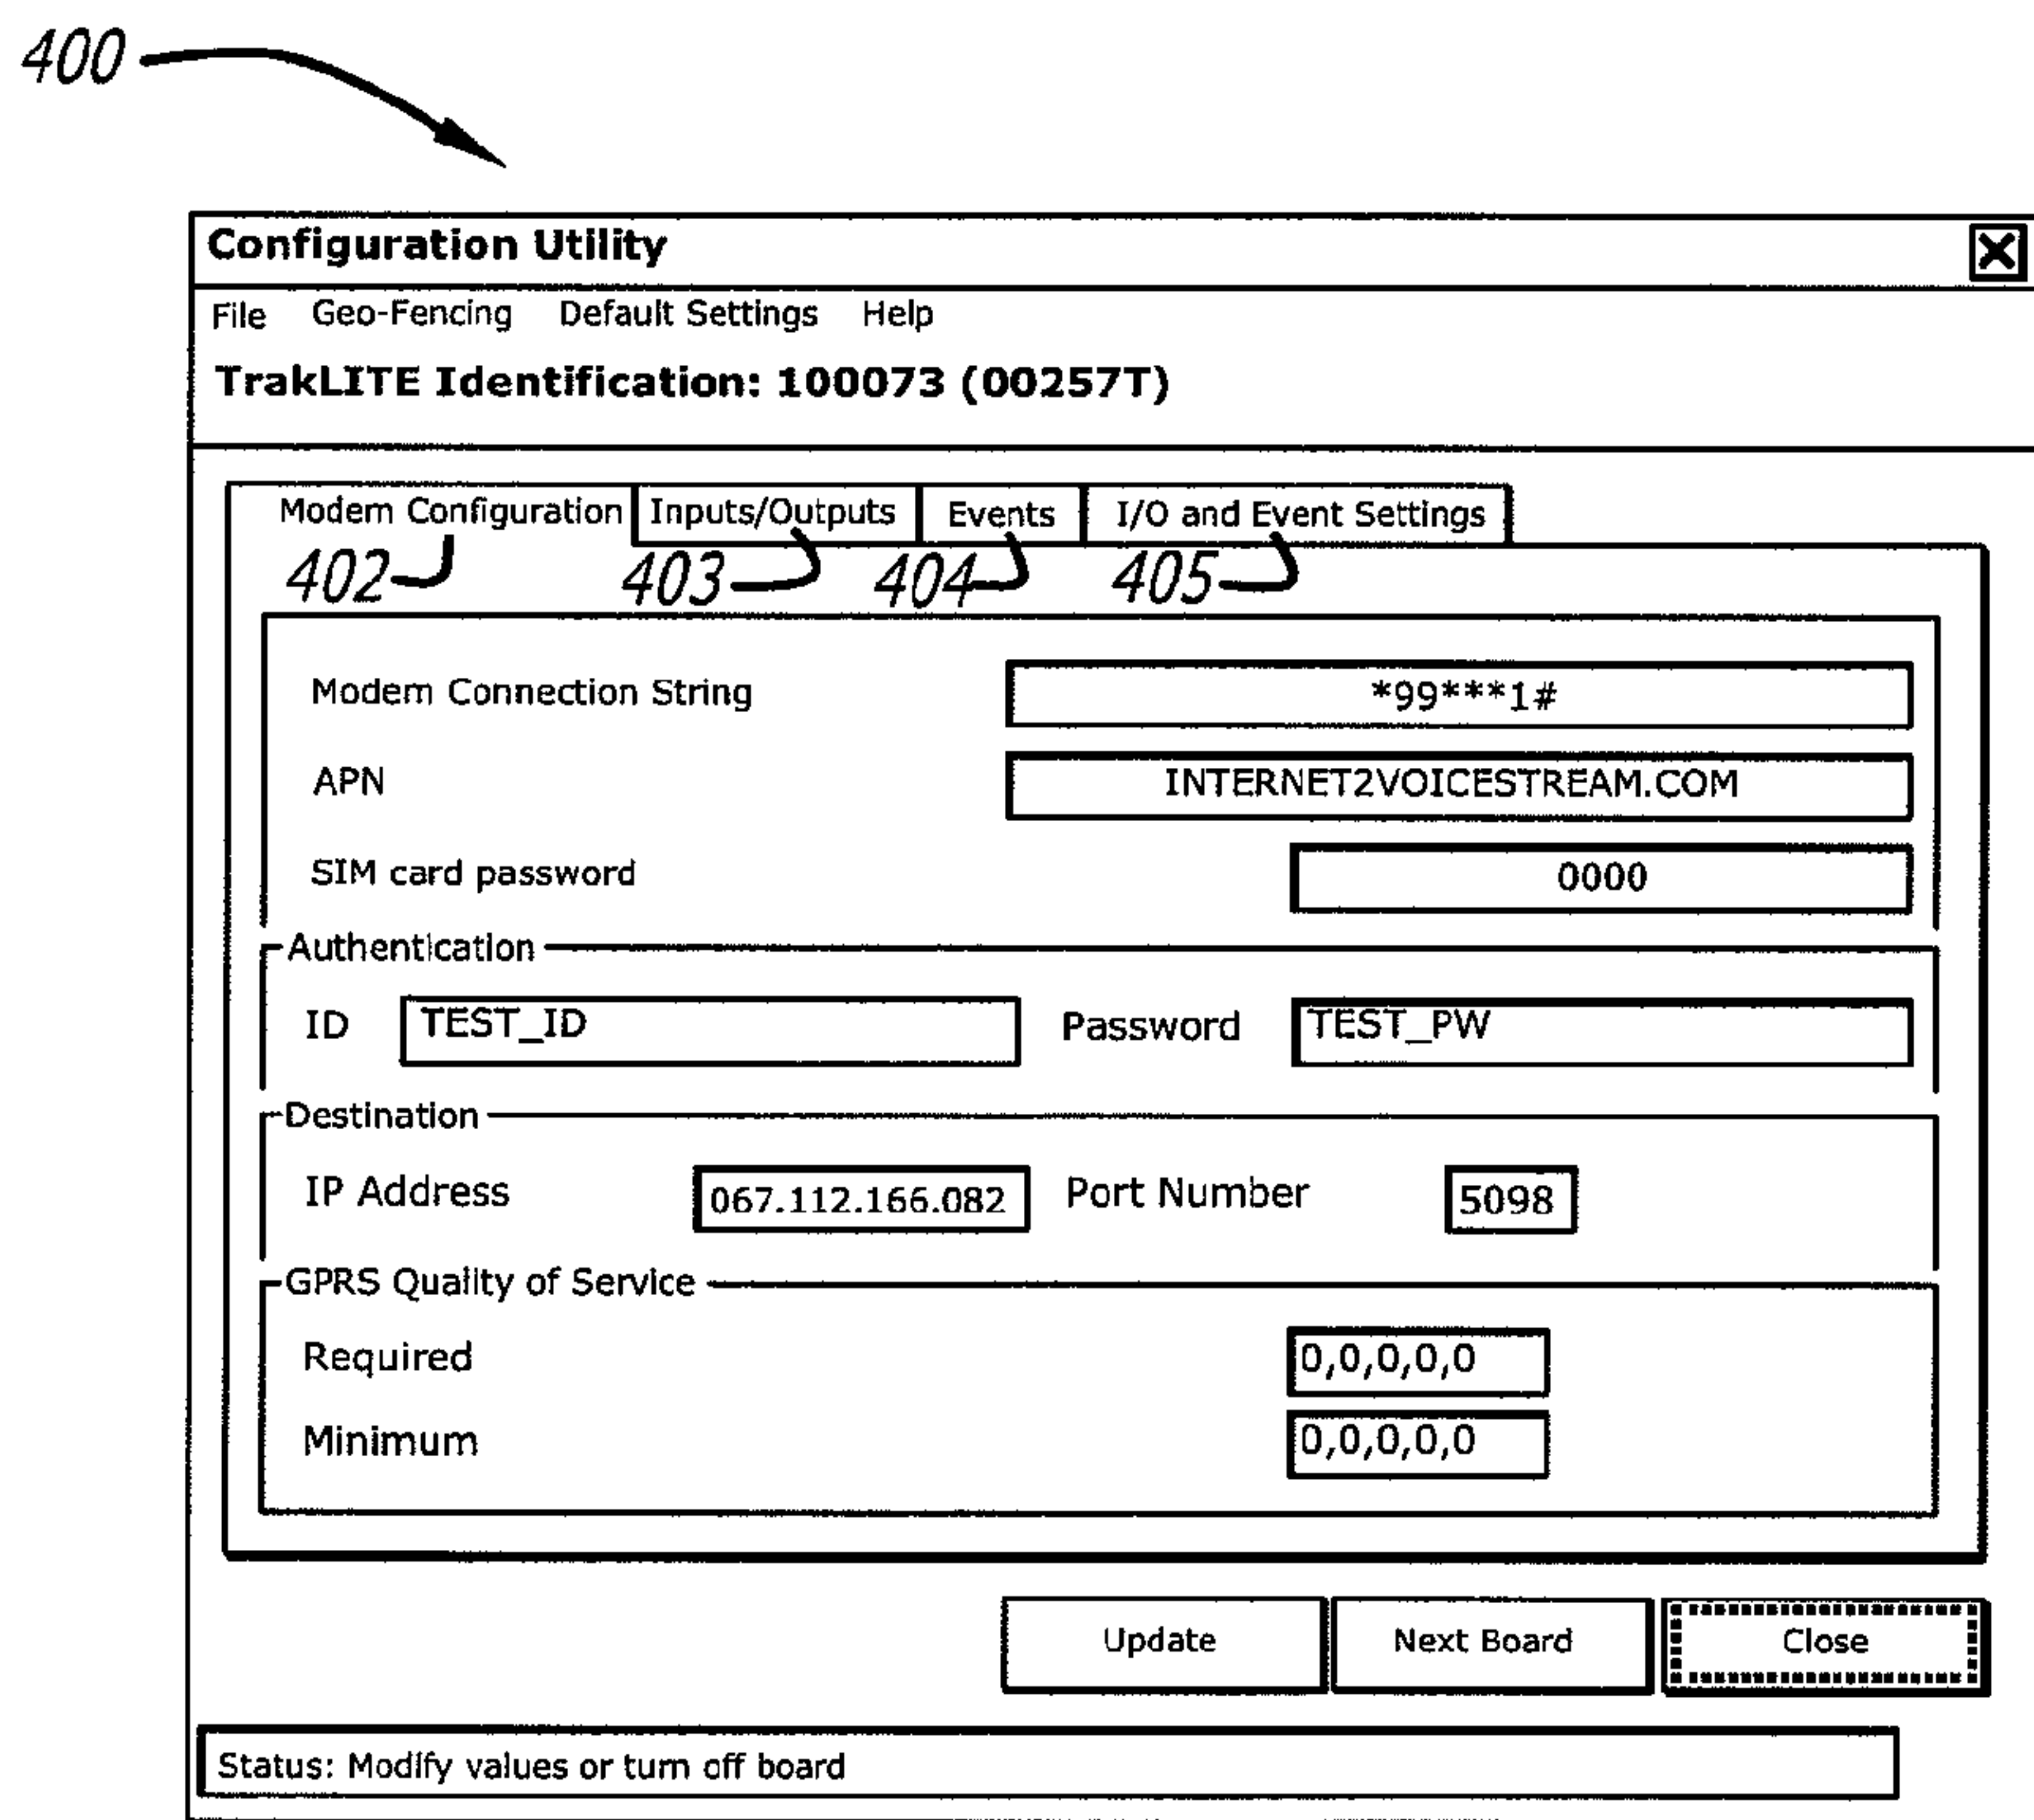 400
Configuration Utility
File Geo-Fencing Default Settings Help
TrakLITE Identification: 100073 (00257T)
Modem Configuration Inputs/Outputs Events I/O and Event Settings
402 403 404 405
Modem Connection String *99***1#
APN INTERNET2VOICESTREAM.COM
SIM card password 0000
Authentication
ID TEST_ID Password TEST_PW
Destination
IP Address 067.112.166.082 Port Number 5098
GPRS Quality of Service
Required 0,0,0,0,0
Minimum 0,0,0,0,0
Update Next Board Close
Status: Modify values or turn off board